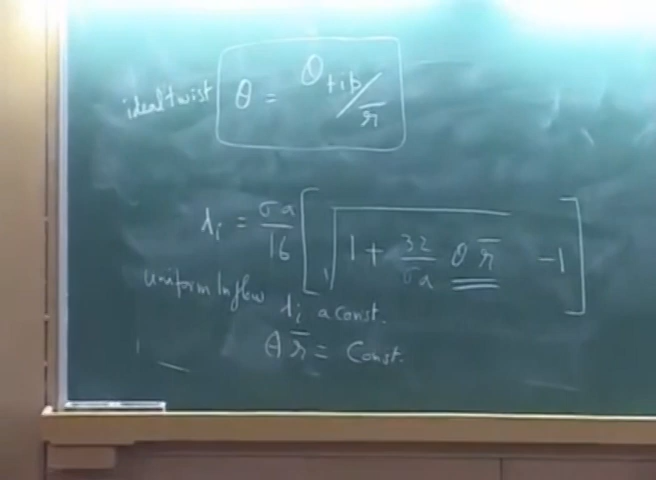 ideal twist θ = θtip/r̄
λi = σa/16 [√1 + 32/σa θ r̄ -1]
uniform Inflow λi a const.
θ r̄ = Const.